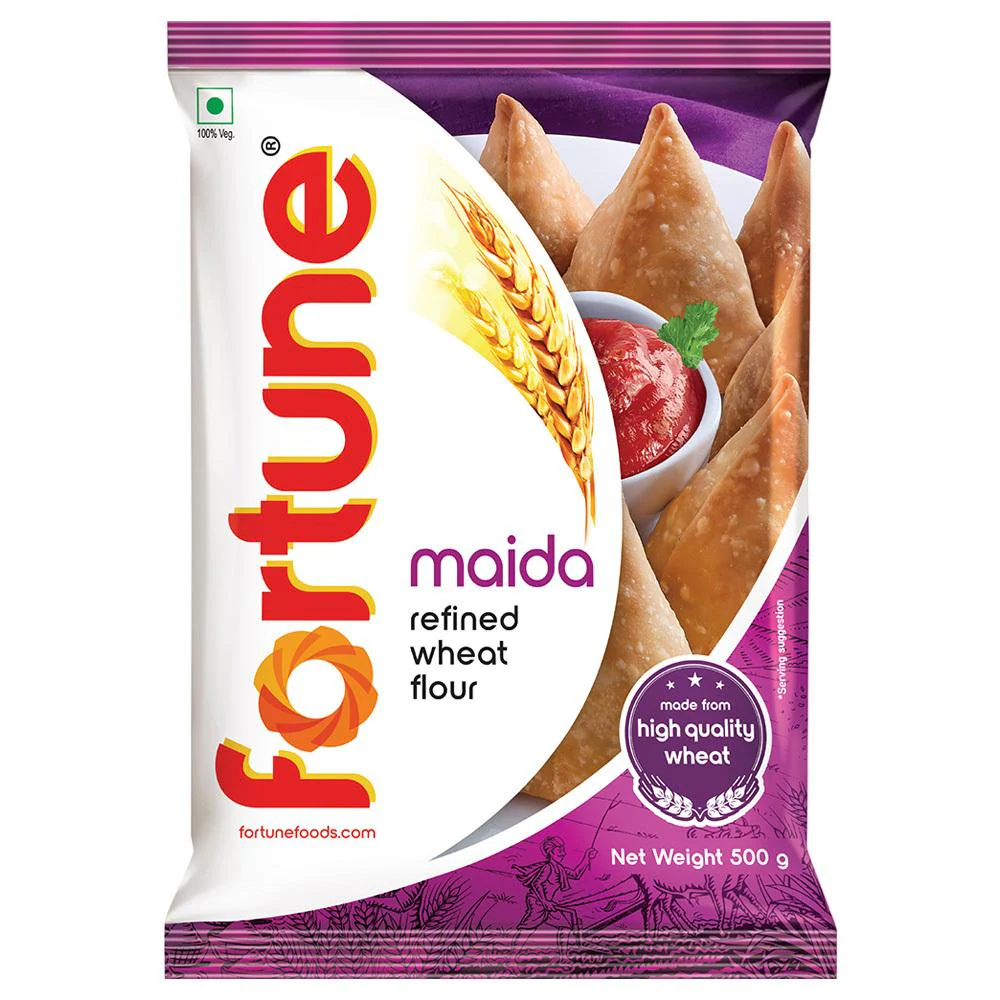 100% Veg.
fortune®
maida
refined
wheat
flour
*Serving suggestion
made from
high quality
wheat
fortunefoods.com
Net Weight 500 g